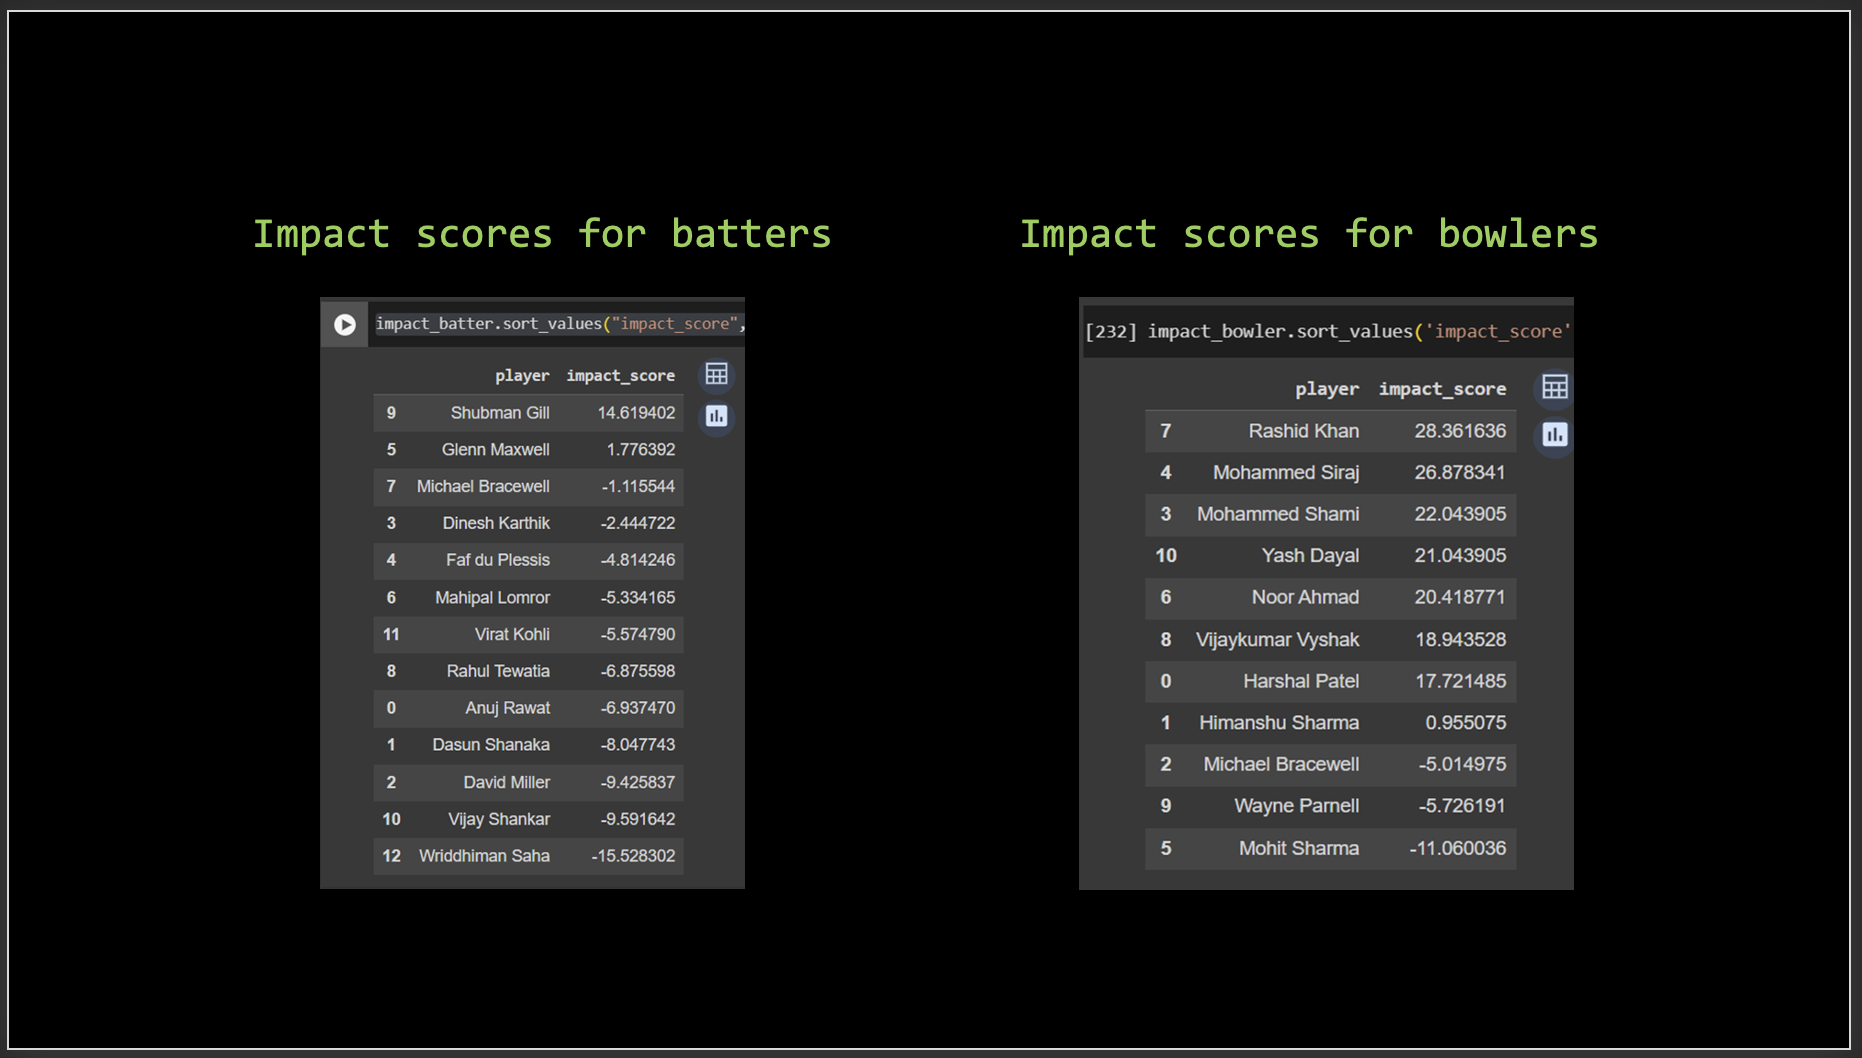 Impact scores for batters
impact_batter.sort_values("impact_score",
player impact_score
9 Shubman Gill 14.619402
5 Glenn Maxwell 1.776392
7 Michael Bracewell -1.115544
3 Dinesh Karthik -2.444722
4 Faf du Plessis -4.814246
6 Mahipal Lomror -5.334165
11 Virat Kohli -5.574790
8 Rahul Tewatia -6.875598
0 Anuj Rawat -6.937470
1 Dasun Shanaka -8.047743
2 David Miller -9.425837
10 Vijay Shankar -9.591642
12 Wriddhiman Saha -15.528302
Impact scores for bowlers
[232] impact_bowler.sort_values('impact_score'
player impact_score
7 Rashid Khan 28.361636
4 Mohammed Siraj 26.878341
3 Mohammed Shami 22.043905
10 Yash Dayal 21.043905
6 Noor Ahmad 20.418771
8 Vijaykumar Vyshak 18.943528
0 Harshal Patel 17.721485
1 Himanshu Sharma 0.955075
2 Michael Bracewell -5.014975
9 Wayne Parnell -5.726191
5 Mohit Sharma -11.060036